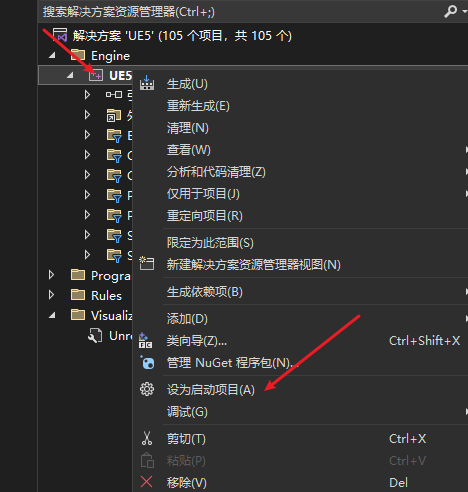 搜索解决方案资源管理器(Ctrl+;)
解决方案 'UE5' (105 个项目，共 105 个)
Engine
UE5
生成(U)
重新生成(E)
清理(N)
查看(W)
分析和代码清理(Z)
仅用于项目(J)
重定向项目(R)
限定为此范围(S)
新建解决方案资源管理器视图(N)
生成依赖项(B)
添加(D)
类向导(Z)... Ctrl+Shift+X
管理 NuGet 程序包(N)...
设为启动项目(A)
调试(G)
剪切(T) Ctrl+X
粘贴(P) Ctrl+V
移除(V) Del
Progra
Rules
Visualiz
Unre